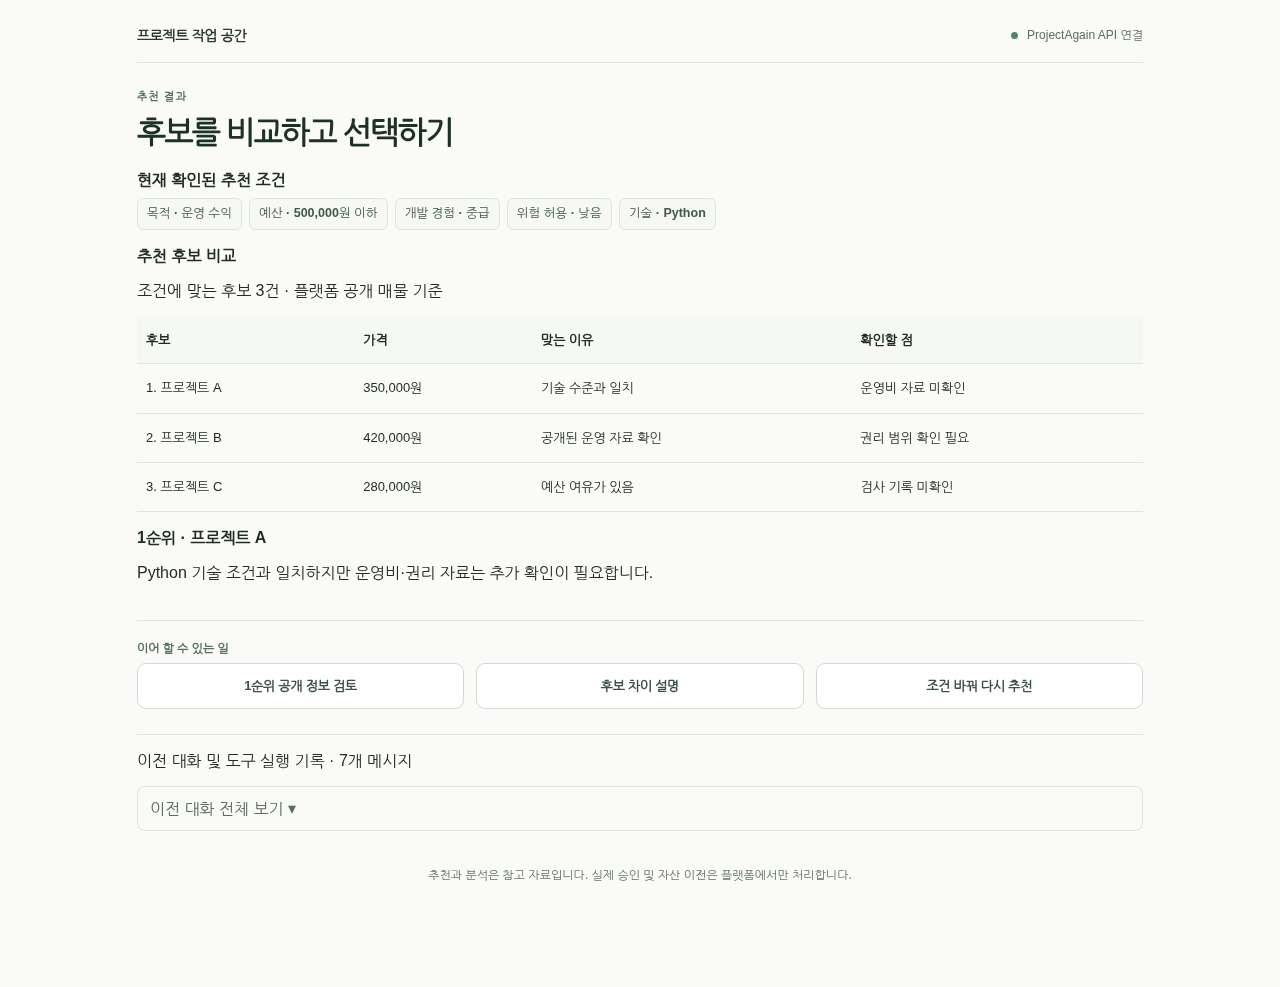 프로젝트 작업 공간
ProjectAgain API 연결
추천 결과
후보를 비교하고 선택하기
현재 확인된 추천 조건
목적 · 운영 수익
예산 · 500,000원 이하
개발 경험 · 중급
위험 허용 · 낮음
기술 · Python
추천 후보 비교
조건에 맞는 후보 3건 · 플랫폼 공개 매물 기준
후보 가격 맞는 이유 확인할 점
1. 프로젝트 A 350,000원 기술 수준과 일치 운영비 자료 미확인
2. 프로젝트 B 420,000원 공개된 운영 자료 확인 권리 범위 확인 필요
3. 프로젝트 C 280,000원 예산 여유가 있음 검사 기록 미확인
1순위 · 프로젝트 A
Python 기술 조건과 일치하지만 운영비·권리 자료는 추가 확인이 필요합니다.
이어 할 수 있는 일
1순위 공개 정보 검토
후보 차이 설명
조건 바꿔 다시 추천
이전 대화 및 도구 실행 기록 · 7개 메시지
이전 대화 전체 보기 ▾
추천과 분석은 참고 자료입니다. 실제 승인 및 자산 이전은 플랫폼에서만 처리합니다.